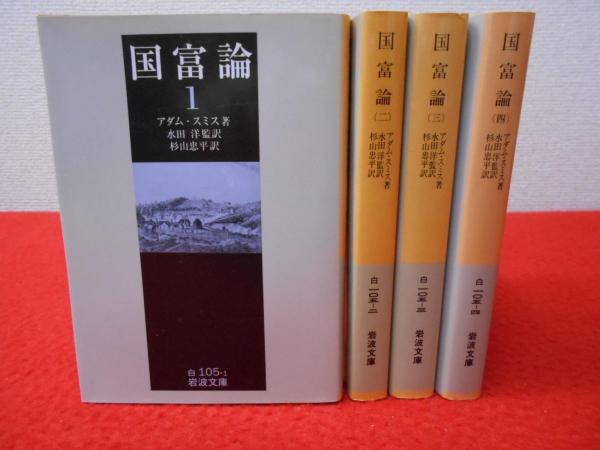 国富論
1
アダム・スミス著
水田 洋監訳
杉山忠平訳
白 105-1
岩波文庫
国富論(二)
アダム・スミス著
水田洋監訳
杉山忠平訳
白 一〇五-二
岩波文庫
国富論(三)
アダム・スミス著
水田洋監訳
杉山忠平訳
白 一〇五-三
岩波文庫
国富論(四)
アダム・スミス著
水田洋監訳
杉山忠平訳
白 一〇五-四
岩波文庫